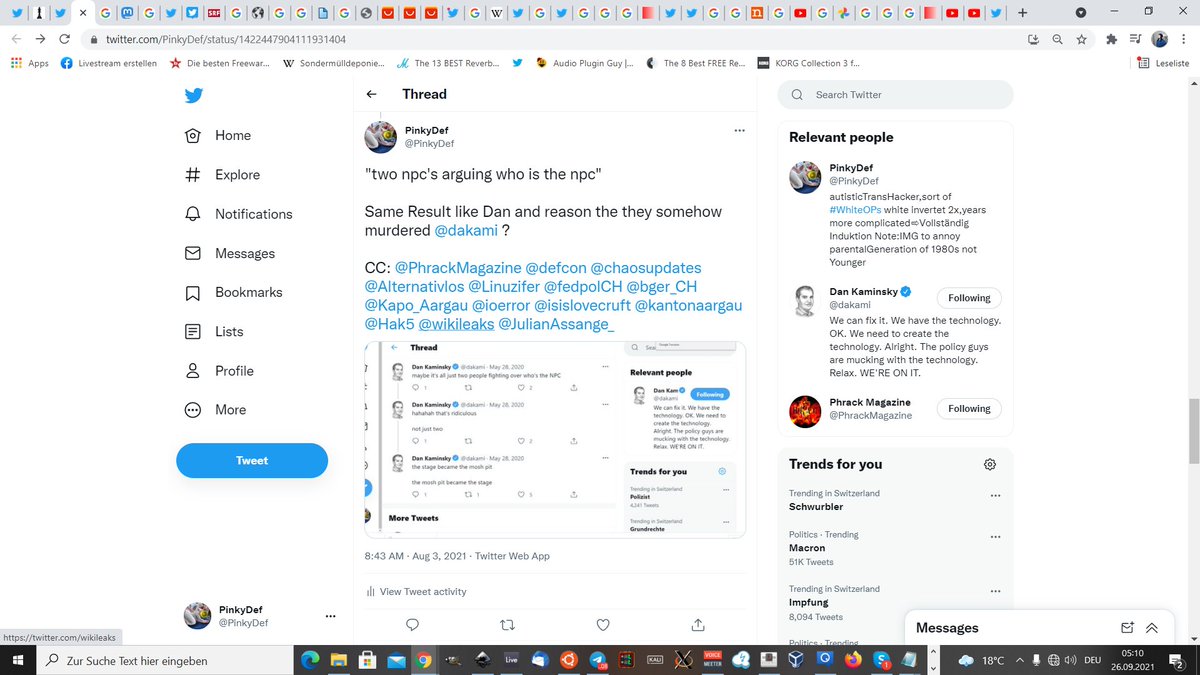 twitter.com/PinkyDef/status/1422447904111931404
Apps
Livestream erstellen
Die besten Freewar...
Sondermülldeponie...
The 13 BEST Reverb...
Audio Plugin Guy |...
The 8 Best FREE Re...
KORG Collection 3 f...
Leseliste
Home
Explore
Notifications
Messages
Bookmarks
Lists
Profile
More
Tweet
PinkyDef
@PinkyDef
https://twitter.com/wikileaks
Thread
PinkyDef
@PinkyDef
"two npc's arguing who is the npc"
Same Result like Dan and reason the they somehow
murdered @dakami ?
CC: @PhrackMagazine @defcon @chaosupdates
@Alternativlos @Linuzifer @fedpolCH @bger_CH
@Kapo_Aargau @ioerror @isislovecruft @kantonaargau
@Hak5 @wikileaks @JulianAssange_
Thread
Dan Kaminsky @dakami · May 28, 2020
maybe it's all just two people fighting over who's the NPC
1
2
Dan Kaminsky @dakami · May 28, 2020
hahahah that's ridiculous
not just two
1
2
Dan Kaminsky @dakami · May 28, 2020
the stage became the mosh pit
the mosh pit became the stage
1
1
5
More Tweets
Sea
Relevant people
Dan Kam
@dakami
Following
We can fix it. We have the
technology. OK. We need to
create the technology.
Alright. The policy guys are
mucking with the technology.
Relax. WE'RE ON IT.
Trends for you
Trending in Switzerland
Polizist
4,241 Tweets
Trending in Switzerland
Grundrechte
8:43 AM · Aug 3, 2021 · Twitter Web App
View Tweet activity
Search Twitter
Relevant people
PinkyDef
@PinkyDef
autisticTransHacker,sort of
#WhiteOPs white invertet 2x,years
more complicated⇨Vollständig
Induktion Note:IMG to annoy
parentalGeneration of 1980s not
Younger
Dan Kaminsky
@dakami
Following
We can fix it. We have the technology.
OK. We need to create the
technology. Alright. The policy guys
are mucking with the technology.
Relax. WE'RE ON IT.
Phrack Magazine
@PhrackMagazine
Following
Trends for you
Trending in Switzerland
Schwurbler
Politics · Trending
Macron
51K Tweets
Trending in Switzerland
Impfung
8,094 Tweets
Messages
Zur Suche Text hier eingeben
Live
KAU
VOICE
MEETER
18°C
DEU
05:10
26.09.2021
2